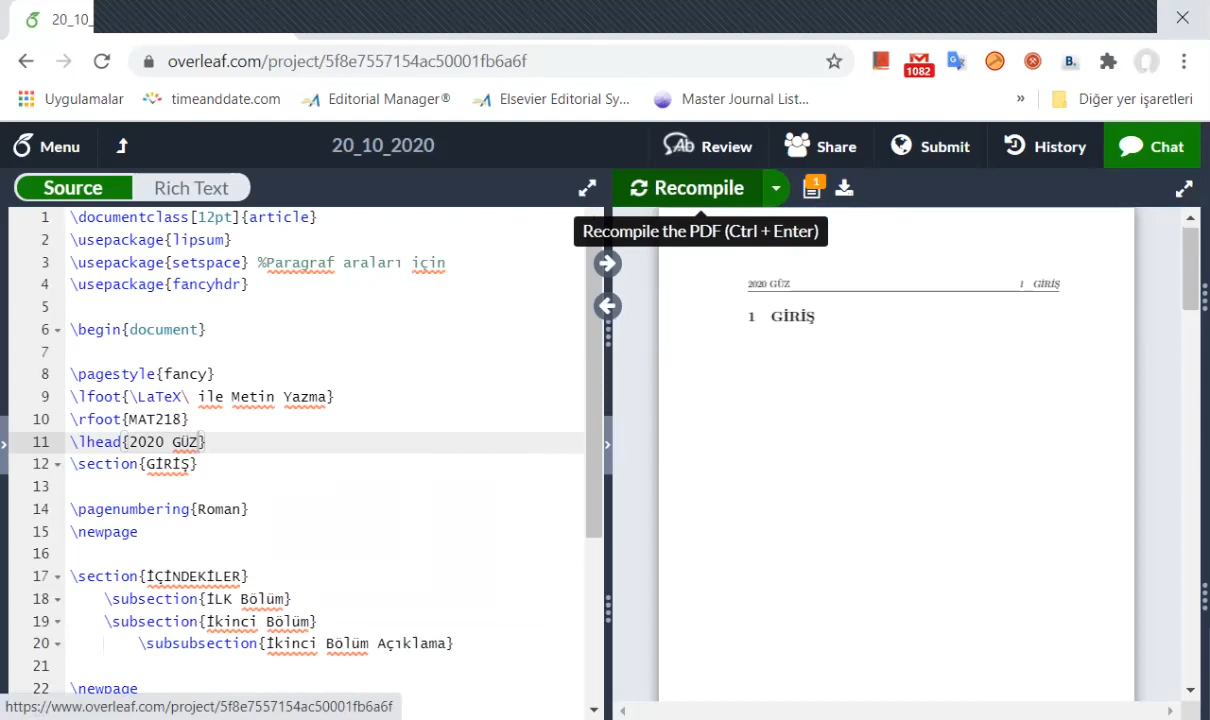 20_10_
overleaf.com/project/5f8e7557154ac50001fb6a6f
1082
B.
Uygulamalar
timeanddate.com
Editorial Manager®
Elsevier Editorial Sy...
Master Journal List...
»
Diğer yer işaretleri
Menu
20_10_2020
Review
Share
Submit
History
Chat
Source
Rich Text
Recompile
1
Recompile the PDF (Ctrl + Enter)
1 \documentclass[12pt]{article}
2 \usepackage{lipsum}
3 \usepackage{setspace} %Paragraf araları için
4 \usepackage{fancyhdr}
5
6 \begin{document}
7
8 \pagestyle{fancy}
9 \lfoot{\LaTeX\ ile Metin Yazma}
10 \rfoot{MAT218}
11 \lhead{2020 GÜZ}
12 \section{GİRİŞ}
13
14 \pagenumbering{Roman}
15 \newpage
16
17 \section{İÇİNDEKİLER}
18 \subsection{İLK Bölüm}
19 \subsection{İkinci Bölüm}
20 \subsubsection{İkinci Bölüm Açıklama}
21
22 \newpage
2020 GÜZ 1 GİRİŞ
1 GİRİŞ
https://www.overleaf.com/project/5f8e7557154ac50001fb6a6f